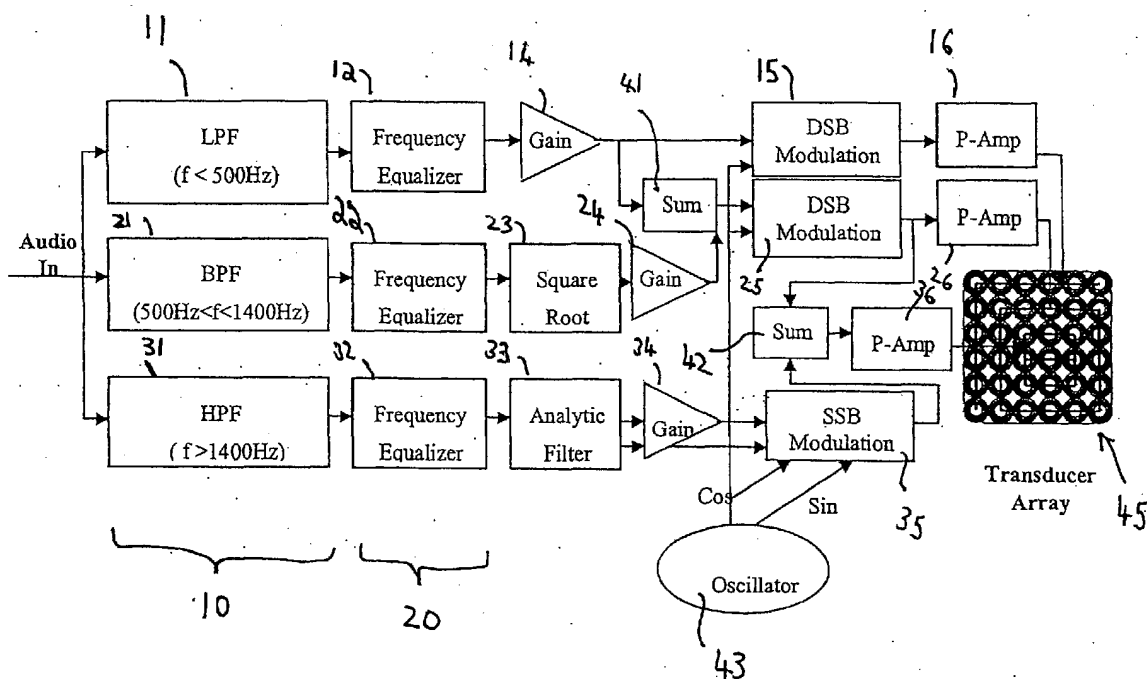 11
12
14
41
15
16
LPF
(f < 500Hz)
Frequency
Equalizer
Gain
DSB
Modulation
P-Amp
Sum
Audio
In
21
22
23
24
BPF
(500Hz<f<1400Hz)
Frequency
Equalizer
Square
Root
Gain
DSB
Modulation
25
P-Amp
26
Sum
42
36
P-Amp
31
32
33
34
HPF
( f >1400Hz)
Frequency
Equalizer
Analytic
Filter
Gain
SSB
Modulation
35
Transducer
Array
45
Cos
Sin
Oscillator
43
10
20